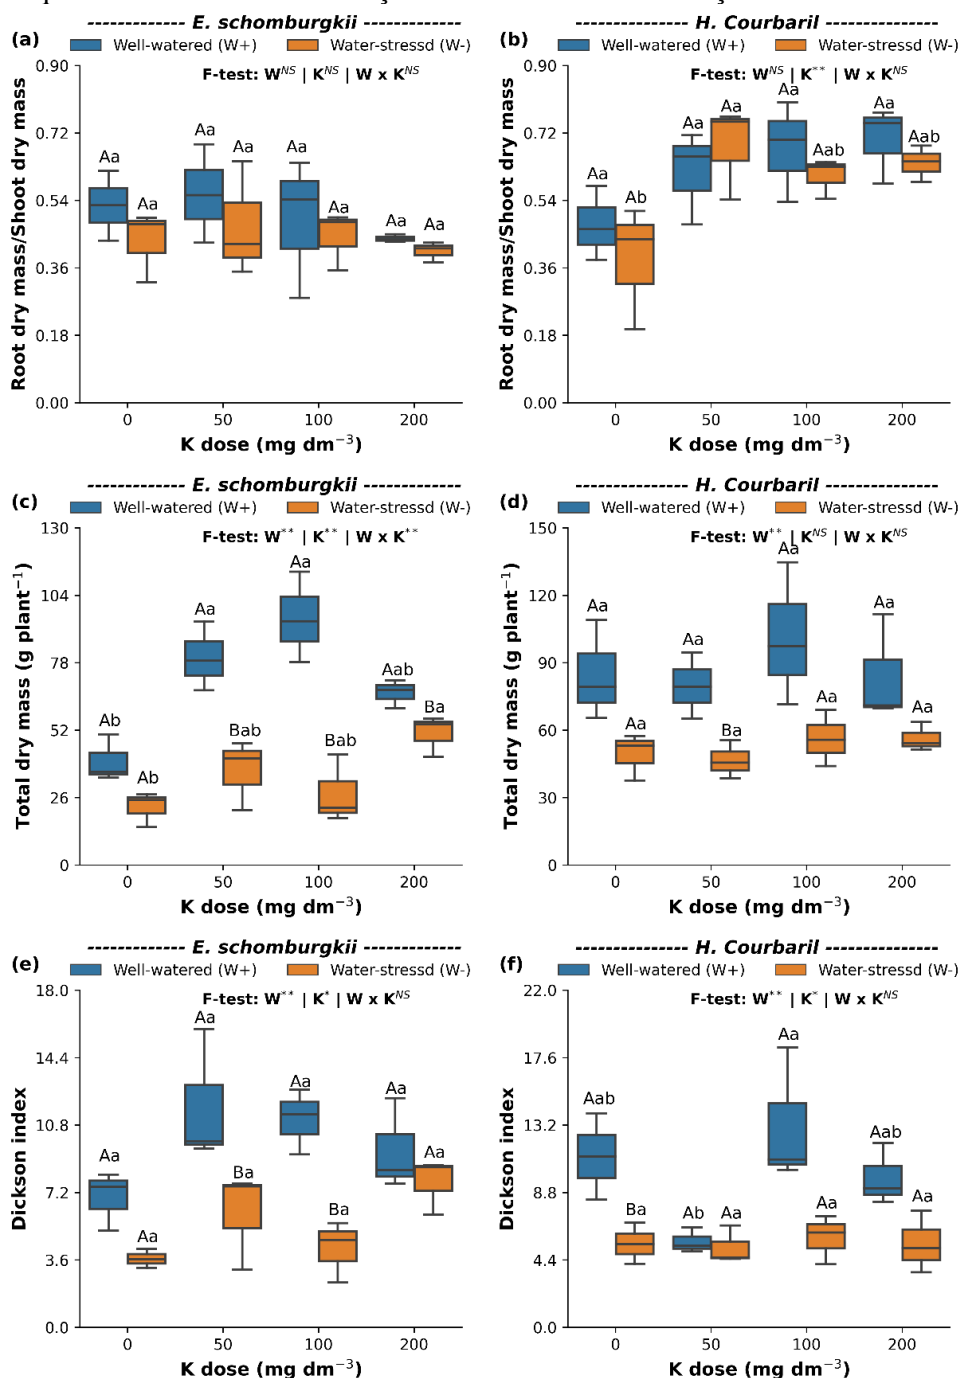 ------------ E. schomburgkii ------------ ------------ H. Courbaril --------------
(a) Well-watered (W+) Water-stressd (W-) (b) Well-watered (W+) Water-stressd (W-)
F-test: W^NS | K^NS | W x K^NS
F-test: W^NS | K** | W x K^NS
Root dry mass/Shoot dry mass
0.90
0.72
0.54
0.36
0.18
0.00
Aa Aa Aa Aa Aa Aa Aa Aa
0 50 100 200
K dose (mg dm⁻³)
Root dry mass/Shoot dry mass
0.90
0.72
0.54
0.36
0.18
0.00
Aa Ab Aa Aa Aa Aab Aa Aab
0 50 100 200
K dose (mg dm⁻³)
------------ E. schomburgkii ------------ ------------ H. Courbaril --------------
(c) Well-watered (W+) Water-stressd (W-) (d) Well-watered (W+) Water-stressd (W-)
F-test: W** | K** | W x K**
F-test: W** | K^NS | W x K^NS
Total dry mass (g plant⁻¹)
130
104
78
52
26
0
Ab Ab Aa Bab Aa Bab Aab Ba
0 50 100 200
K dose (mg dm⁻³)
Total dry mass (g plant⁻¹)
150
120
90
60
30
0
Aa Aa Aa Ba Aa Aa Aa Aa
0 50 100 200
K dose (mg dm⁻³)
------------ E. schomburgkii ------------ ------------ H. Courbaril --------------
(e) Well-watered (W+) Water-stressd (W-) (f) Well-watered (W+) Water-stressd (W-)
F-test: W** | K* | W x K^NS
F-test: W** | K* | W x K^NS
Dickson index
18.0
14.4
10.8
7.2
3.6
0.0
Aa Aa Aa Ba Aa Ba Aa Aa
0 50 100 200
K dose (mg dm⁻³)
Dickson index
22.0
17.6
13.2
8.8
4.4
0.0
Aab Ba Ab Aa Aa Aa Aab Aa
0 50 100 200
K dose (mg dm⁻³)